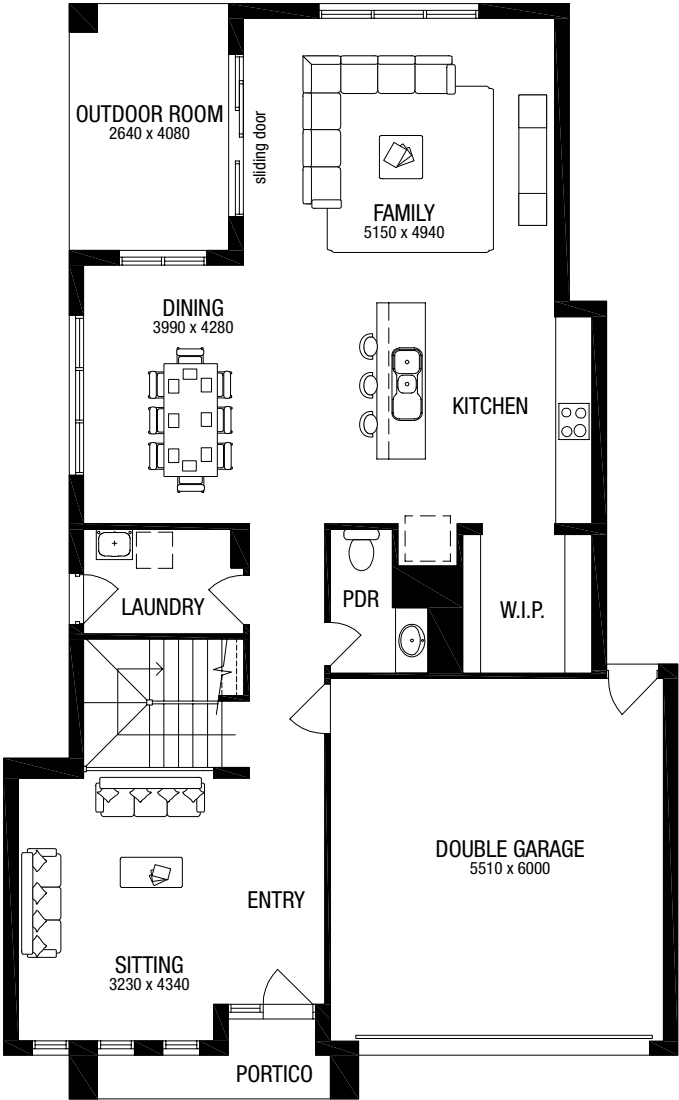 OUTDOOR ROOM
2640 x 4080
sliding door
FAMILY
5150 x 4940
DINING
3990 x 4280
KITCHEN
LAUNDRY
PDR
W.I.P.
DOUBLE GARAGE
5510 x 6000
ENTRY
SITTING
3230 x 4340
PORTICO